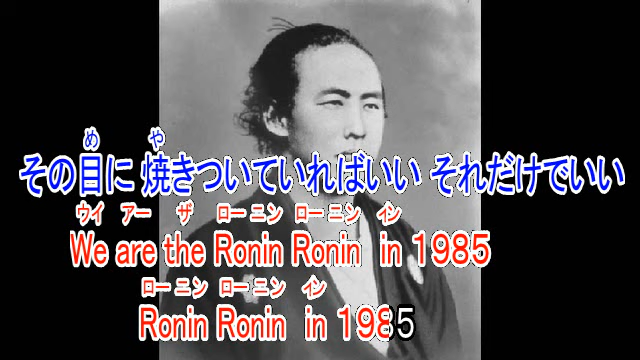 め や
その目に 焼きついていればいい それだけでいい
ウイ アー ザ ローニン ローニン イン
We are the Ronin Ronin in 1985
ローニン ローニン イン
Ronin Ronin in 1985